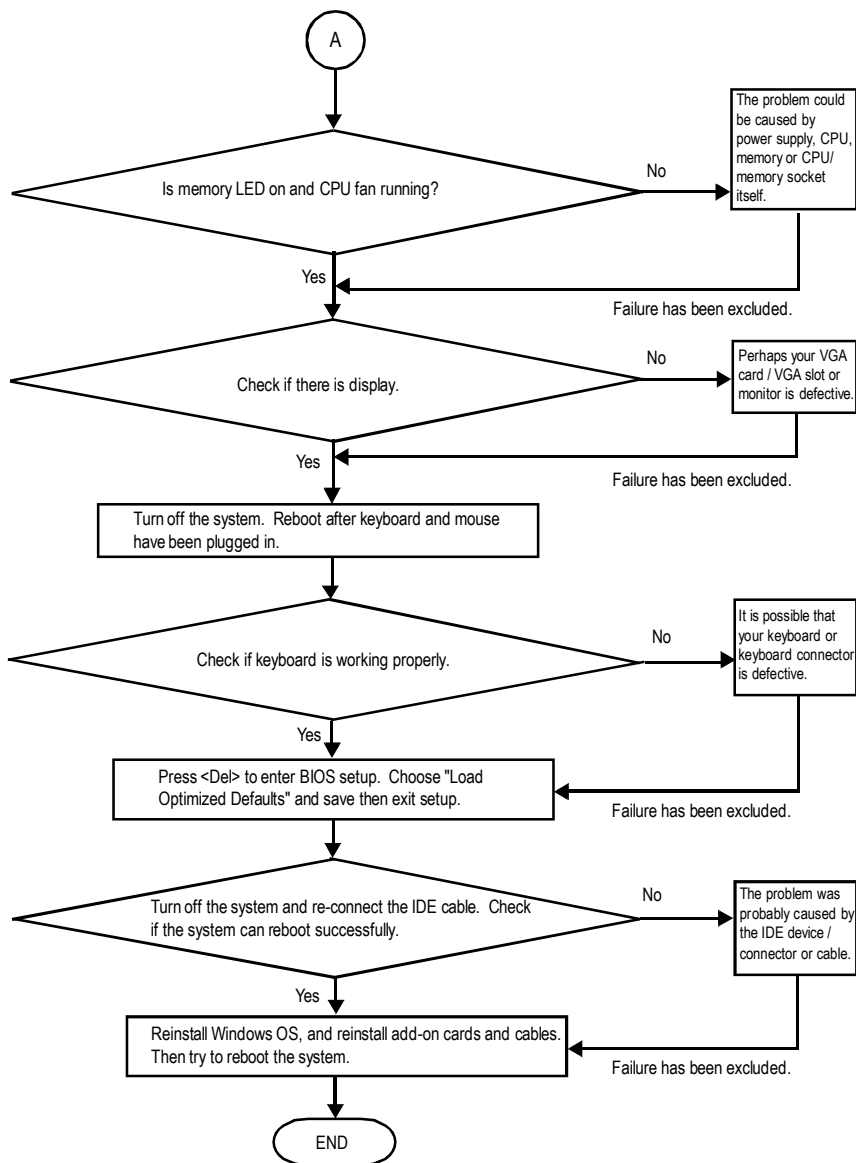 A
Is memory LED on and CPU fan running?
No
The problem could
be caused by
power supply, CPU,
memory or CPU/
memory socket
itself.
Yes
Failure has been excluded.
Check if there is display.
No
Perhaps your VGA
card / VGA slot or
monitor is defective.
Yes
Failure has been excluded.
Turn off the system. Reboot after keyboard and mouse
have been plugged in.
Check if keyboard is working properly.
No
It is possible that
your keyboard or
keyboard connector
is defective.
Yes
Press <Del> to enter BIOS setup. Choose "Load
Optimized Defaults" and save then exit setup.
Failure has been excluded.
Turn off the system and re-connect the IDE cable. Check
if the system can reboot successfully.
No
The problem was
probably caused by
the IDE device /
connector or cable.
Yes
Reinstall Windows OS, and reinstall add-on cards and cables.
Then try to reboot the system.
Failure has been excluded.
END